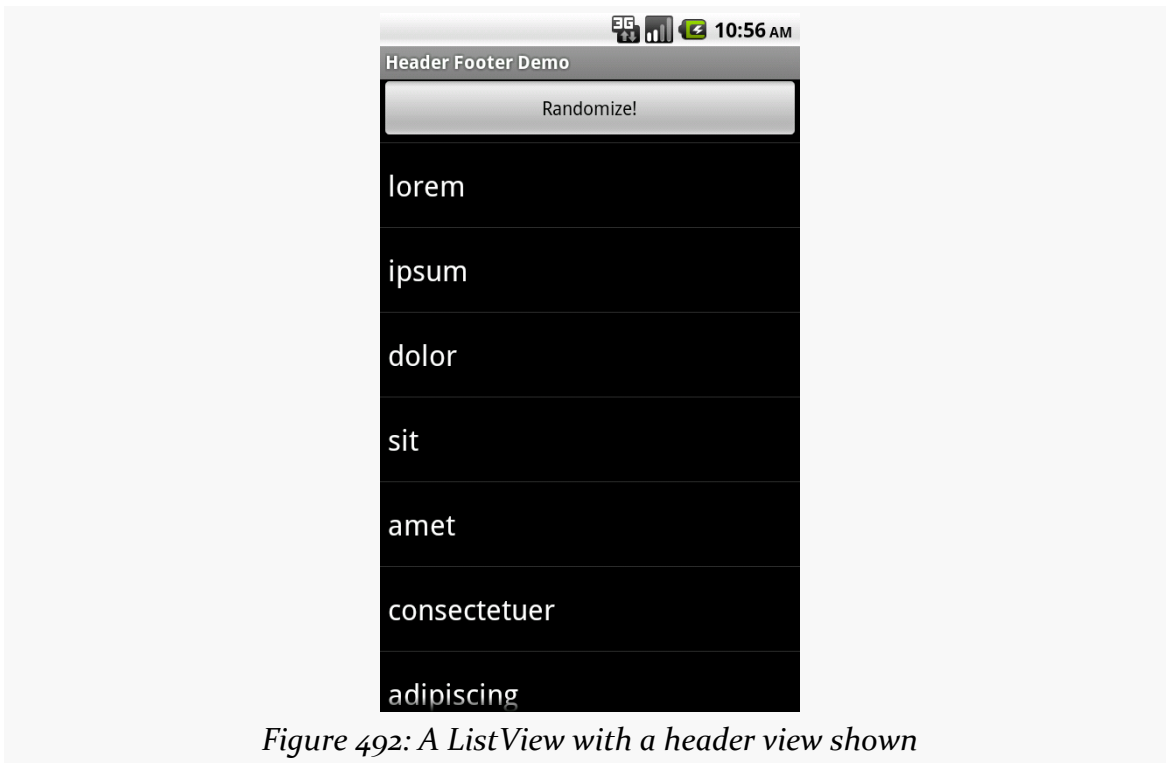 3G 10:56 AM
Header Footer Demo
Randomize!
lorem
ipsum
dolor
sit
amet
consectetuer
adipiscing
Figure 492: A ListView with a header view shown